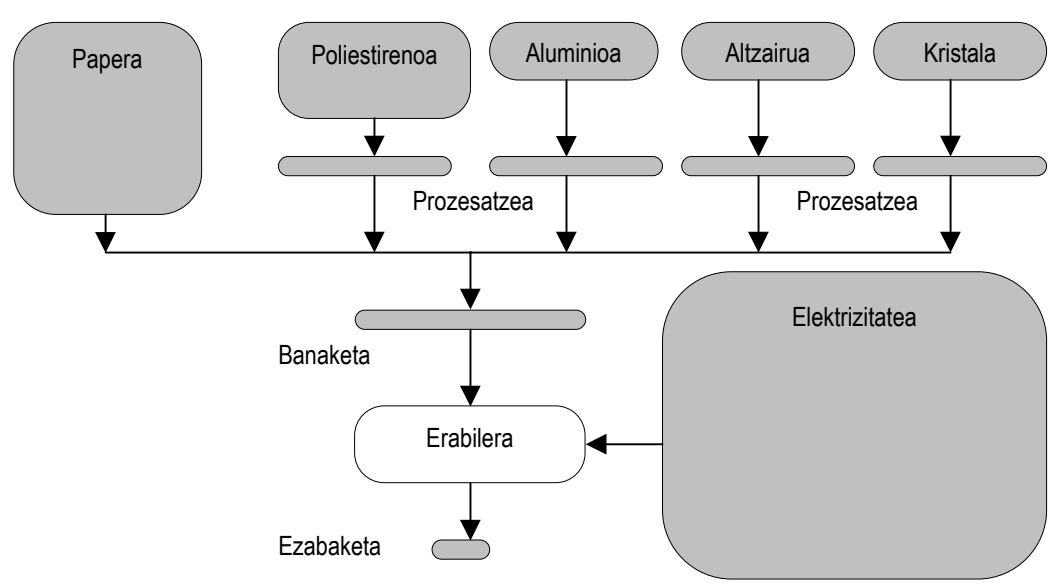 Papera
Poliestirenoa
Aluminioa
Altzairua
Kristala
Prozesatzea
Prozesatzea
Elektrizitatea
Banaketa
Erabilera
Ezabaketa